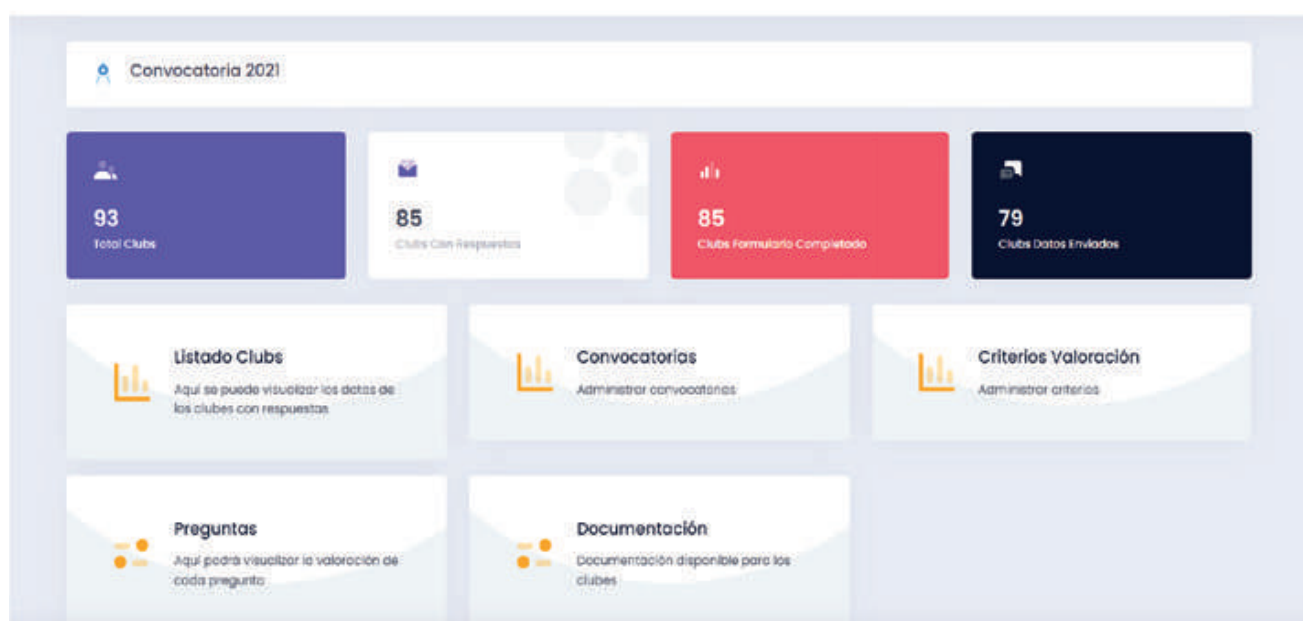 Convocatoria 2021
93
Total Clubs
85
Clubs Con Respuestas
85
Clubs Formulario Completado
79
Clubs Datos Enviados
Listado Clubs
Aquí se puede visualizar los datos de
los clubes con respuestas
Convocatorias
Administrar convocatorias
Criterios Valoración
Administrar criterios
Preguntas
Aquí podrá visualizar la valoración de
cada pregunta
Documentación
Documentación disponible para los
clubes